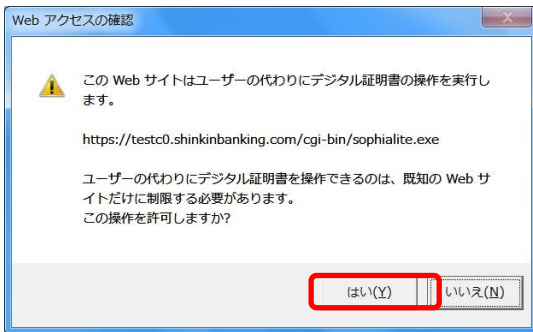 Web アクセスの確認
この Web サイトはユーザーの代わりにデジタル証明書の操作を実行し
ます。
https://testc0.shinkinbanking.com/cgi-bin/sophialite.exe
ユーザーの代わりにデジタル証明書を操作できるのは、既知の Web サ
イトだけに制限する必要があります。
この操作を許可しますか?
はい(Y) いいえ(N)